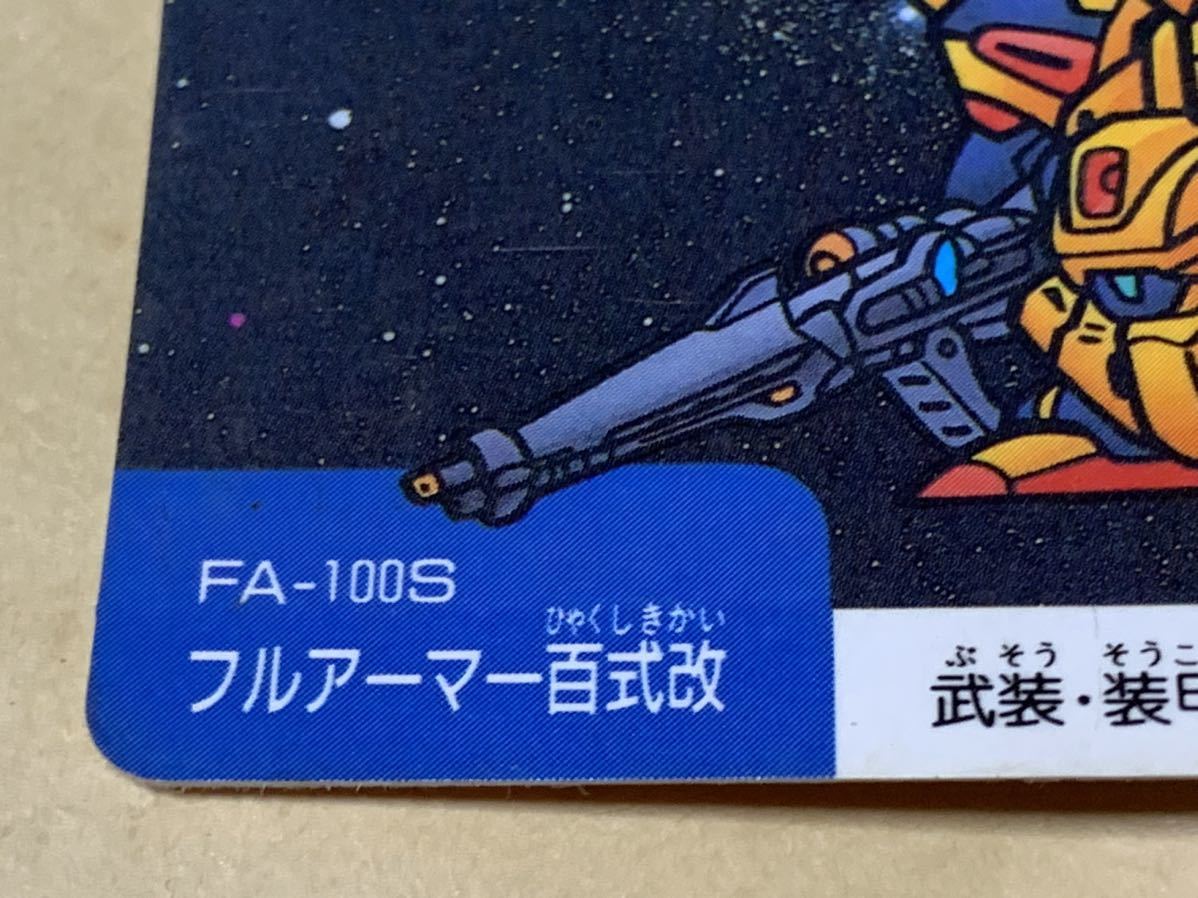 FA-100S
ひゃくしきかい
フルアーマー百式改
ぶそう そうこ
武装・装